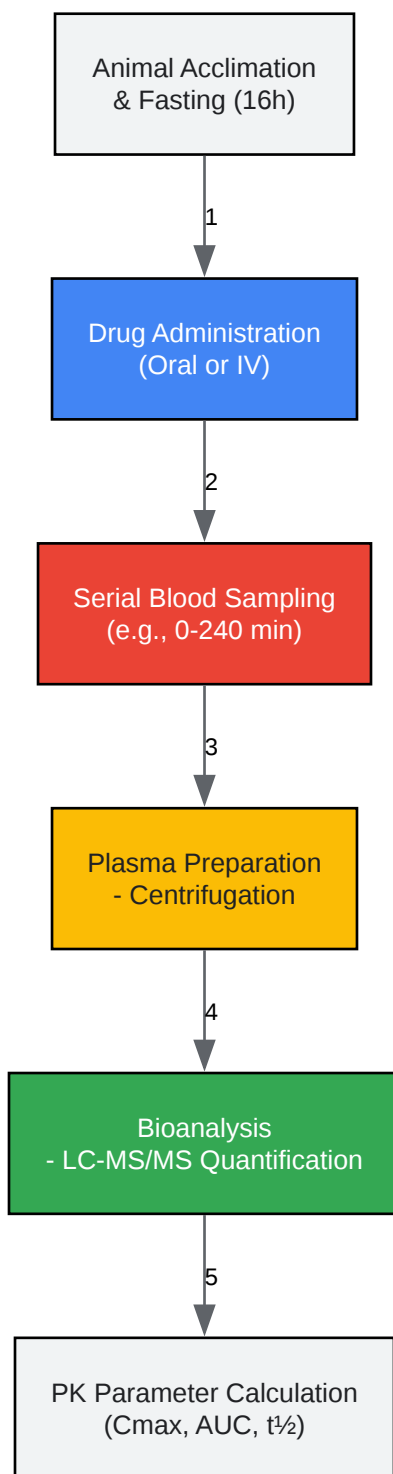 Animal Acclimation
& Fasting (16h)
1
Drug Administration
(Oral or IV)
2
Serial Blood Sampling
(e.g., 0-240 min)
3
Plasma Preparation
- Centrifugation
4
Bioanalysis
- LC-MS/MS Quantification
5
PK Parameter Calculation
(Cmax, AUC, t½)